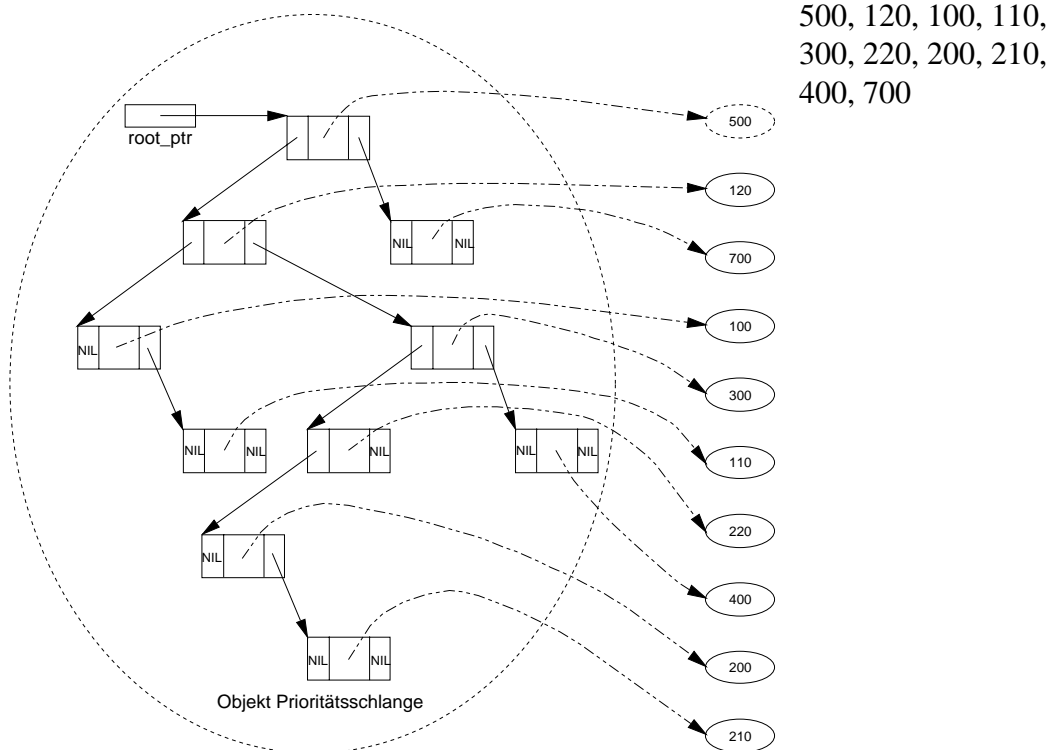 500, 120, 100, 110,
300, 220, 200, 210,
400, 700
root_ptr
500
120
NIL NIL
700
NIL
100
300
NIL NIL
NIL
NIL NIL
110
220
NIL
400
NIL NIL
200
Objekt Prioritätsschlange
210